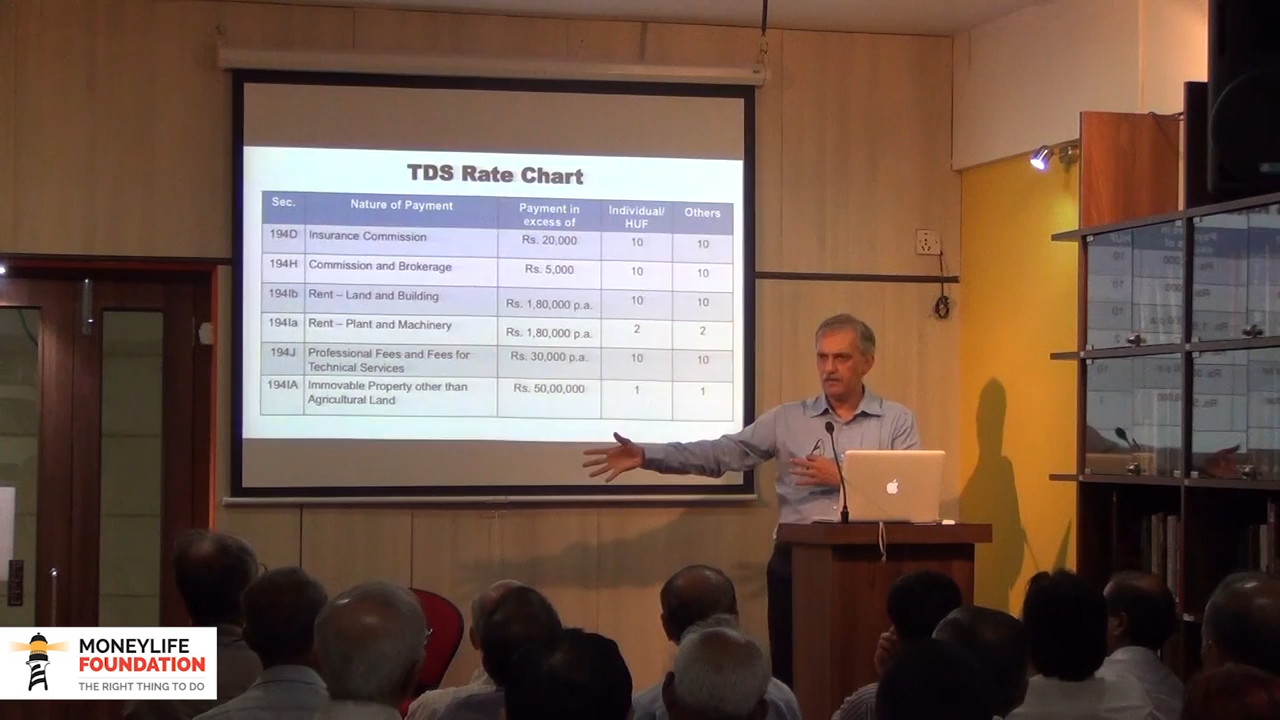 TDS Rate Chart
Sec. Nature of Payment Payment in excess of Individual/ HUF Others
194D Insurance Commission Rs. 20,000 10 10
194H Commission and Brokerage Rs. 5,000 10 10
194Ib Rent – Land and Building Rs. 1,80,000 p.a. 10 10
194Ia Rent – Plant and Machinery Rs. 1,80,000 p.a. 2 2
194J Professional Fees and Fees for Technical Services Rs. 30,000 p.a. 10 10
194IA Immovable Property other than Agricultural Land Rs. 50,00,000 1 1
MONEYLIFE
FOUNDATION
THE RIGHT THING TO DO